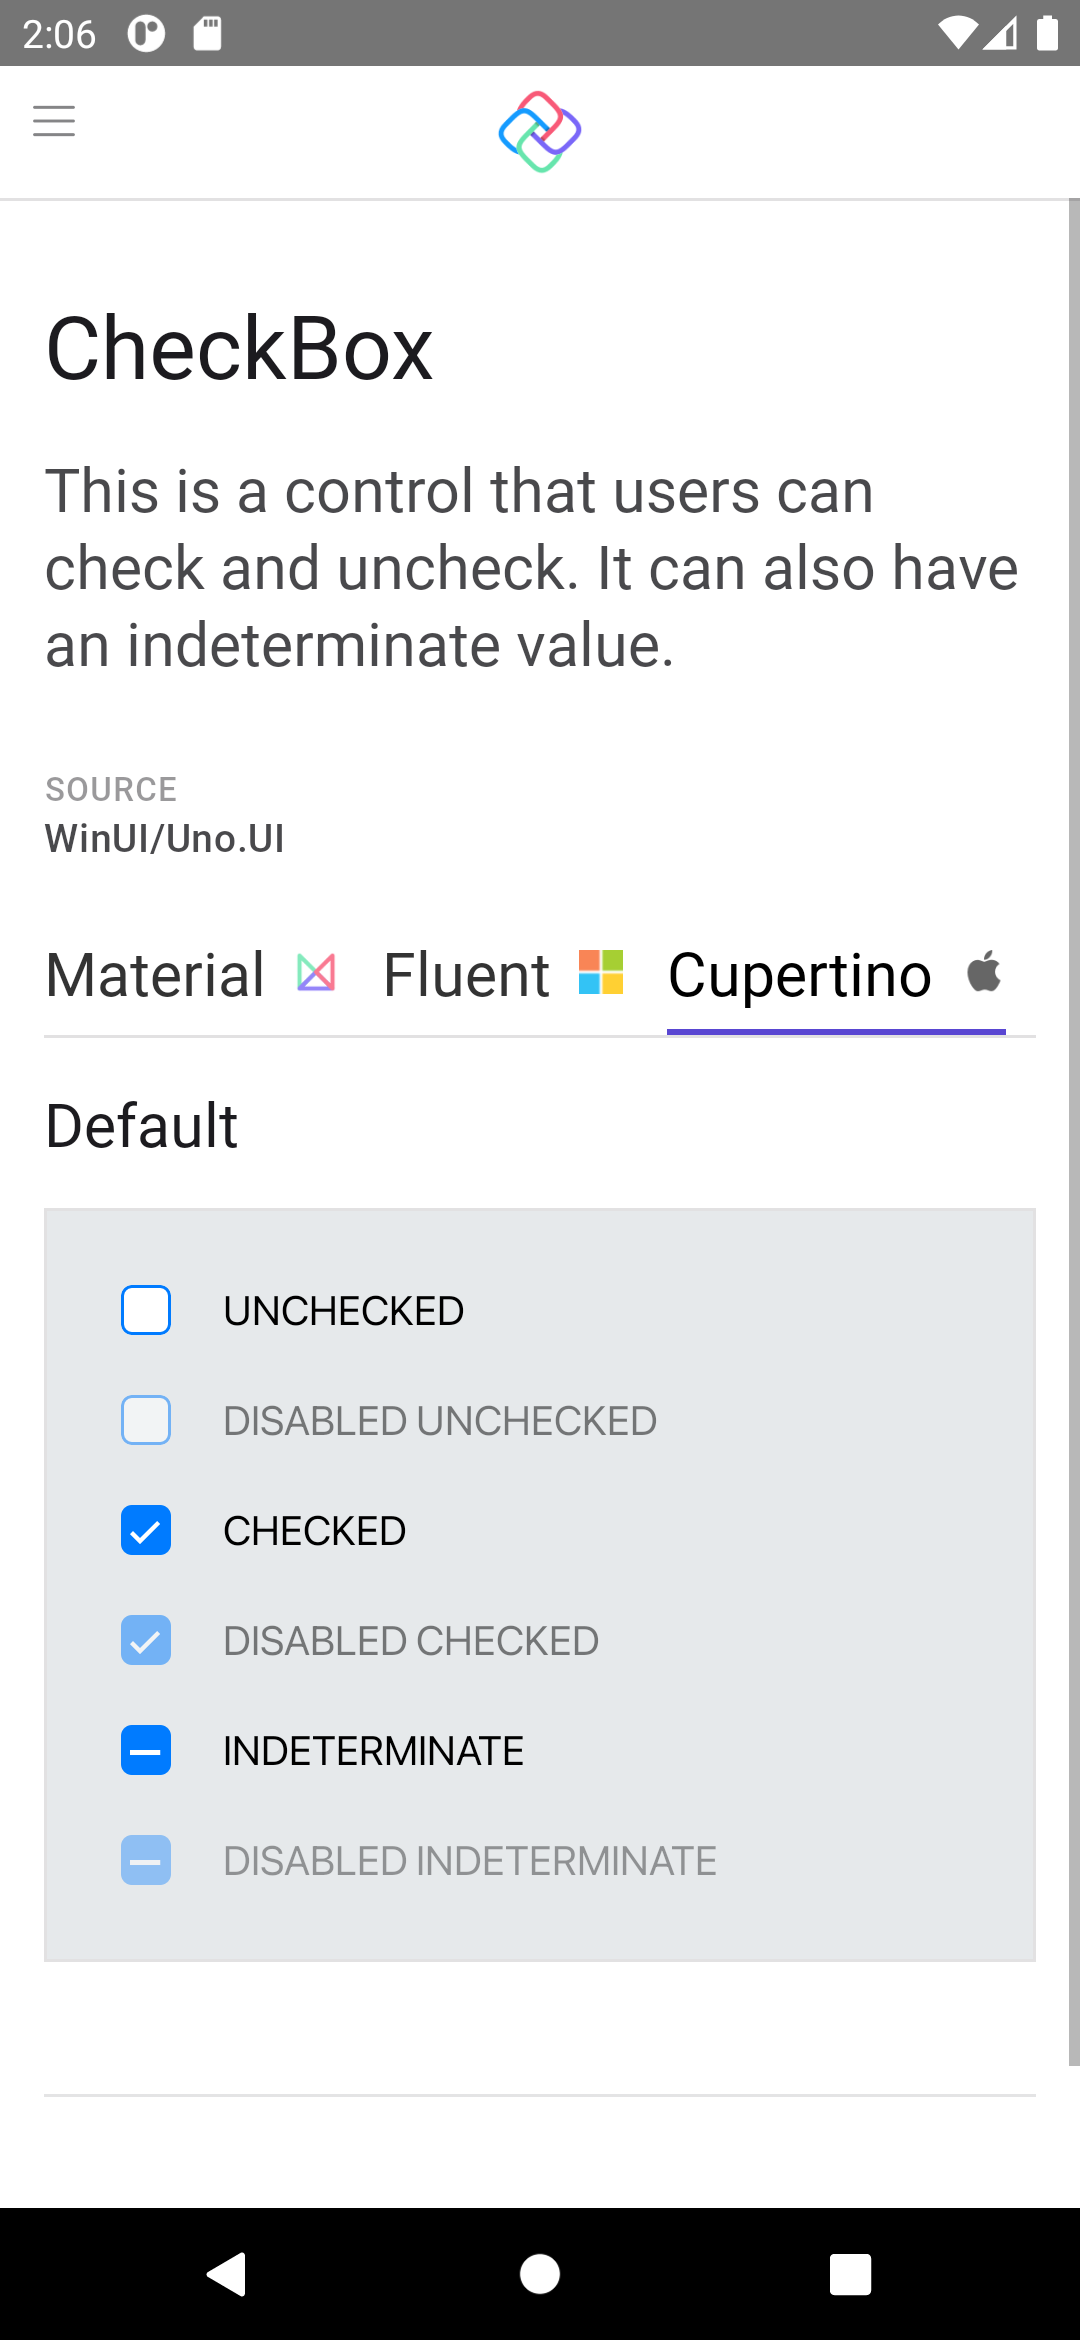 2:06
CheckBox
This is a control that users can
check and uncheck. It can also have
an indeterminate value.
SOURCE
WinUI/Uno.UI
Material Fluent Cupertino
Default
UNCHECKED
DISABLED UNCHECKED
CHECKED
DISABLED CHECKED
INDETERMINATE
DISABLED INDETERMINATE